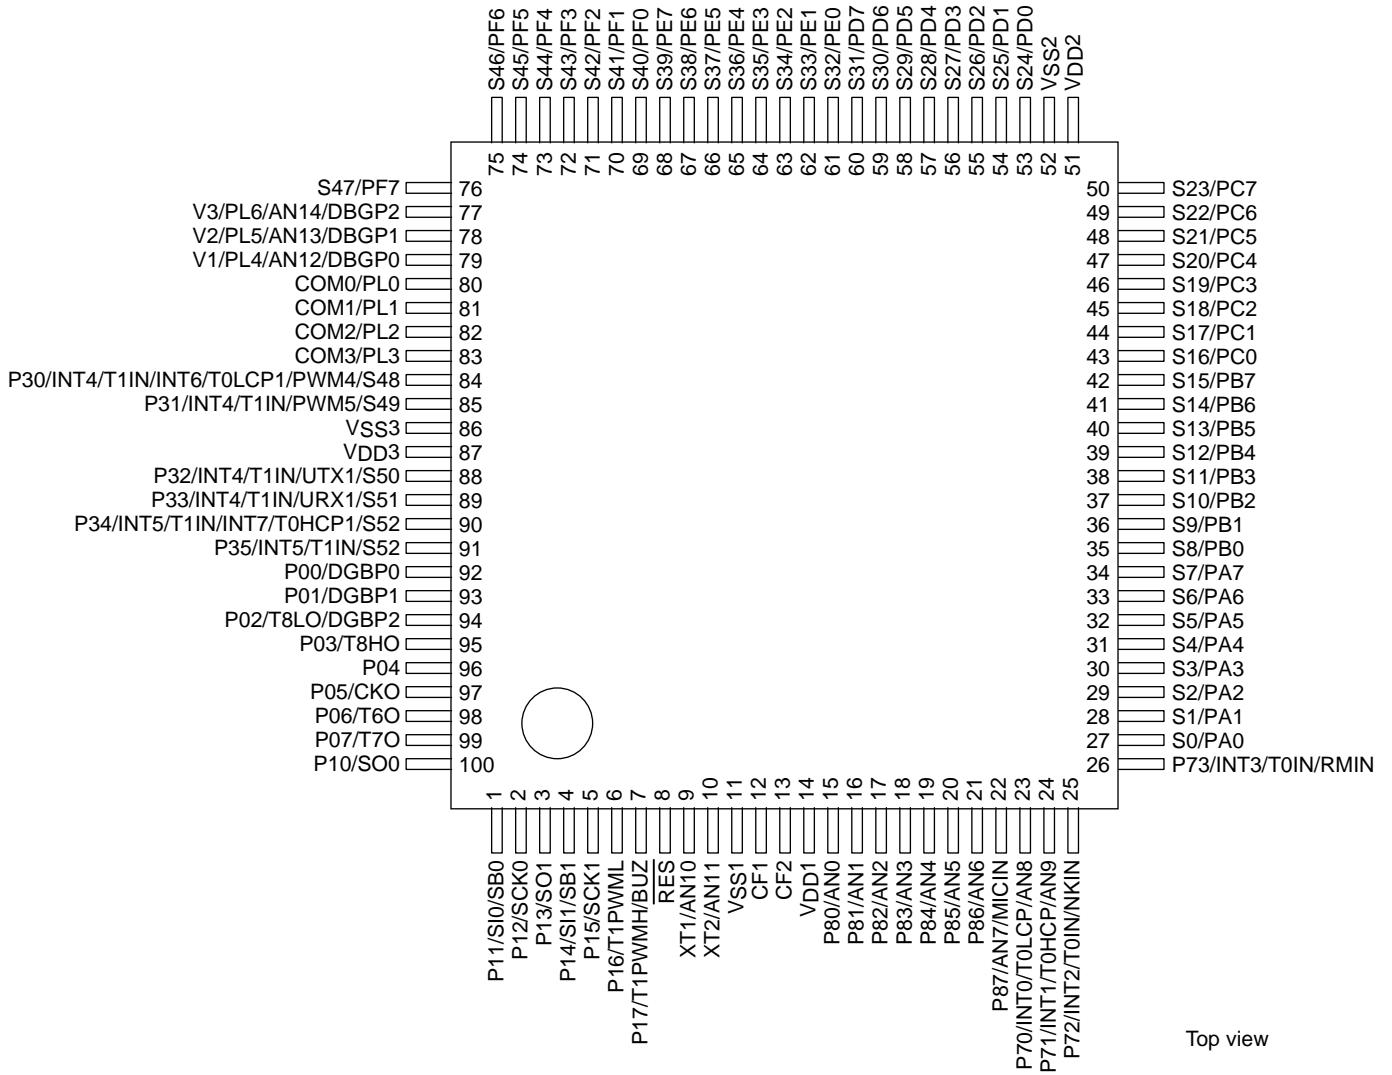 S46/PF6
S45/PF5
S44/PF4
S43/PF3
S42/PF2
S41/PF1
S40/PF0
S39/PE7
S38/PE6
S37/PE5
S36/PE4
S35/PE3
S34/PE2
S33/PE1
S32/PE0
S31/PD7
S30/PD6
S29/PD5
S28/PD4
S27/PD3
S26/PD2
S25/PD1
S24/PD0
VSS2
VDD2
75
74
73
72
71
70
69
68
67
66
65
64
63
62
61
60
59
58
57
56
55
54
53
52
51
S47/PF7 76
V3/PL6/AN14/DBGP2 77
V2/PL5/AN13/DBGP1 78
V1/PL4/AN12/DBGP0 79
COM0/PL0 80
COM1/PL1 81
COM2/PL2 82
COM3/PL3 83
P30/INT4/T1IN/INT6/T0LCP1/PWM4/S48 84
P31/INT4/T1IN/PWM5/S49 85
VSS3 86
VDD3 87
P32/INT4/T1IN/UTX1/S50 88
P33/INT4/T1IN/URX1/S51 89
P34/INT5/T1IN/INT7/T0HCP1/S52 90
P35/INT5/T1IN/S52 91
P00/DGBP0 92
P01/DGBP1 93
P02/T8LO/DGBP2 94
P03/T8HO 95
P04 96
P05/CKO 97
P06/T6O 98
P07/T7O 99
P10/SO0 100
50 S23/PC7
49 S22/PC6
48 S21/PC5
47 S20/PC4
46 S19/PC3
45 S18/PC2
44 S17/PC1
43 S16/PC0
42 S15/PB7
41 S14/PB6
40 S13/PB5
39 S12/PB4
38 S11/PB3
37 S10/PB2
36 S9/PB1
35 S8/PB0
34 S7/PA7
33 S6/PA6
32 S5/PA5
31 S4/PA4
30 S3/PA3
29 S2/PA2
28 S1/PA1
27 S0/PA0
26 P73/INT3/T0IN/RMIN
1
2
3
4
5
6
7
8
9
10
11
12
13
14
15
16
17
18
19
20
21
22
23
24
25
P11/SI0/SB0
P12/SCK0
P13/SO1
P14/SI1/SB1
P15/SCK1
P16/T1PWML
P17/T1PWMH/BUZ
RES
XT1/AN10
XT2/AN11
VSS1
CF1
CF2
VDD1
P80/AN0
P81/AN1
P82/AN2
P83/AN3
P84/AN4
P85/AN5
P86/AN6
P87/AN7/MICIN
P70/INT0/T0LCP/AN8
P71/INT1/T0HCP/AN9
P72/INT2/T0IN/NKIN
Top view